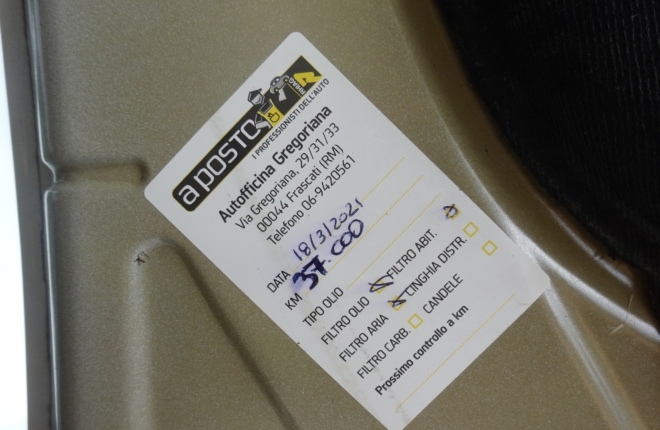 a posto
RHIAG
I PROFESSIONISTI DELL'AUTO
Autofficina Gregoriana
Via Gregoriana, 29/31/33
00044 Frascati (RM)
Telefono 06-9420561
DATA 18/3/2021
KM 37.000
TIPO OLIO
FILTRO OLIO FILTRO ABIT.
FILTRO ARIA CINGHIA DISTR.
FILTRO CARB. CANDELE
Prossimo controllo a km